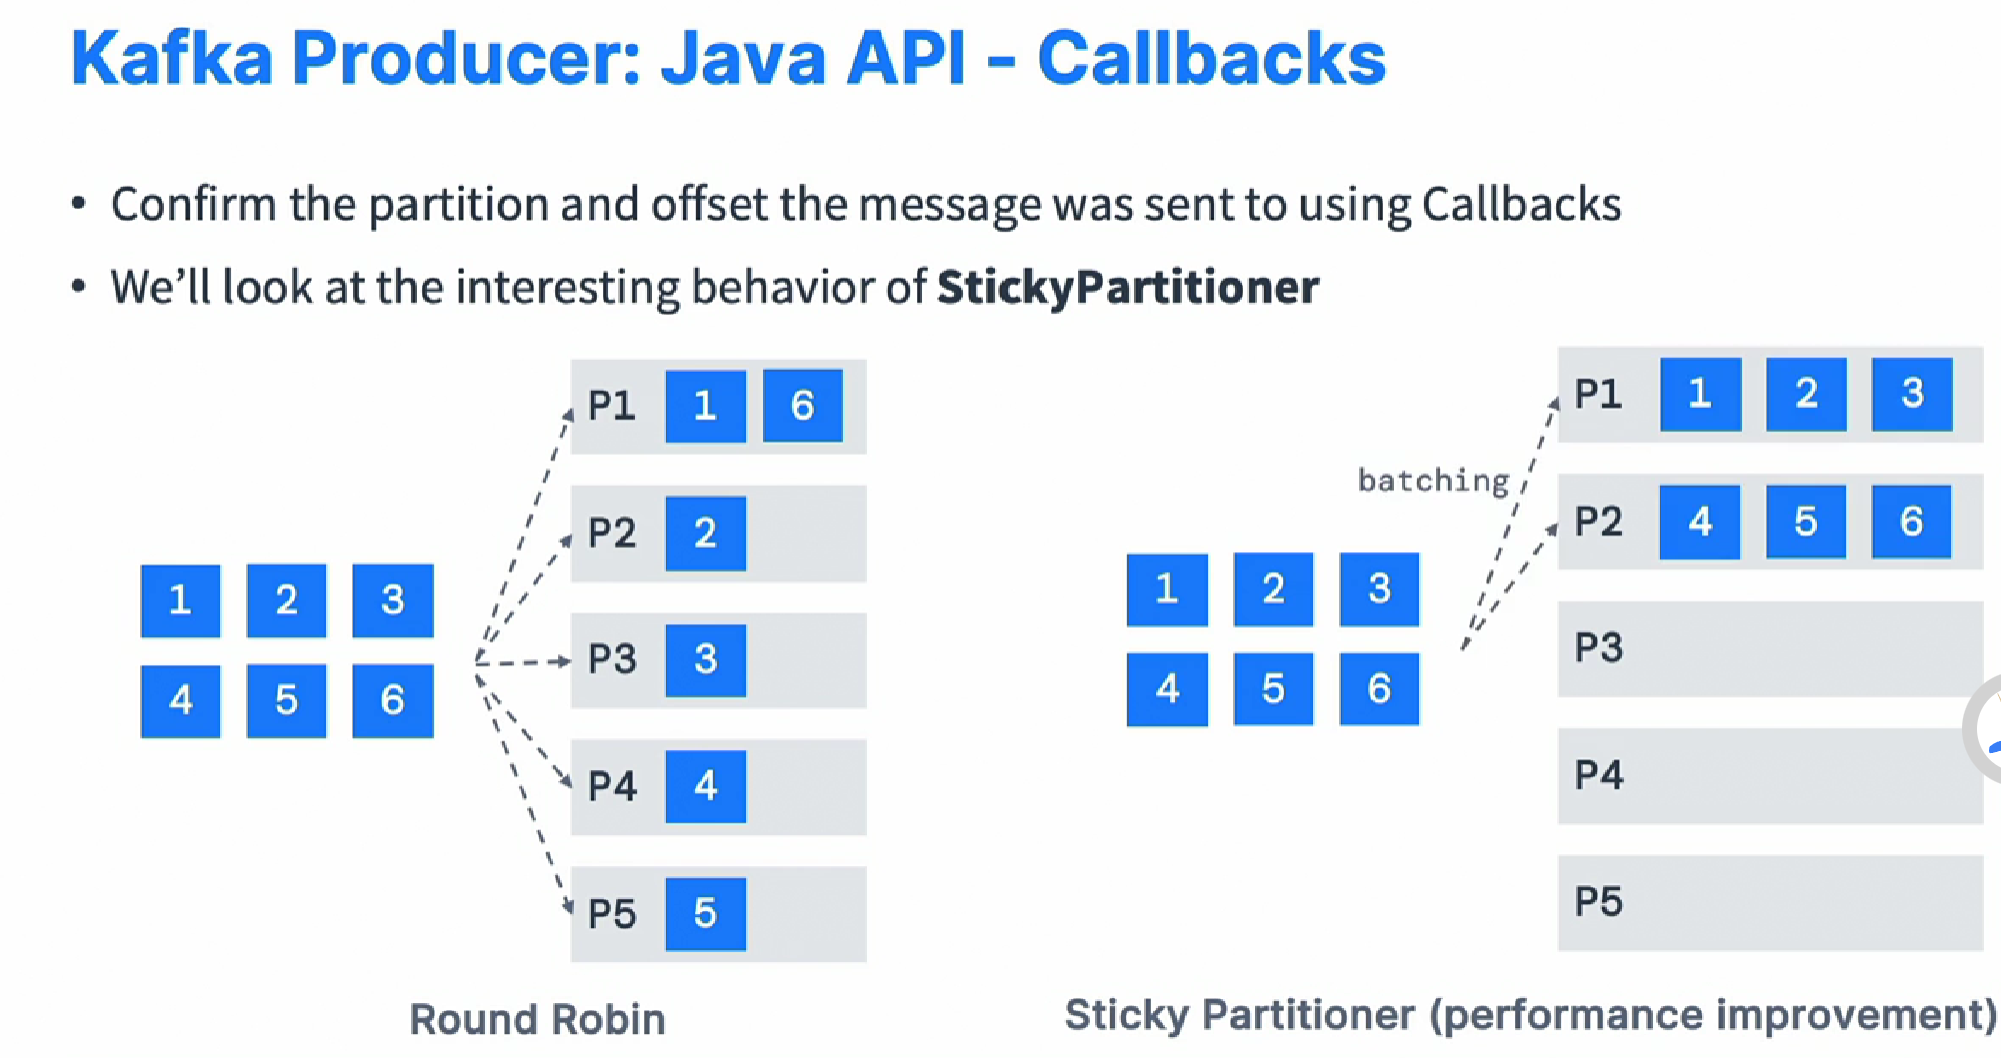 Kafka Producer: Java API - Callbacks
• Confirm the partition and offset the message was sent to using Callbacks
• We’ll look at the interesting behavior of StickyPartitioner
1 2 3
4 5 6
P1 1 6
P2 2
P3 3
P4 4
P5 5
Round Robin
1 2 3
4 5 6
batching
P1 1 2 3
P2 4 5 6
P3
P4
P5
Sticky Partitioner (performance improvement)